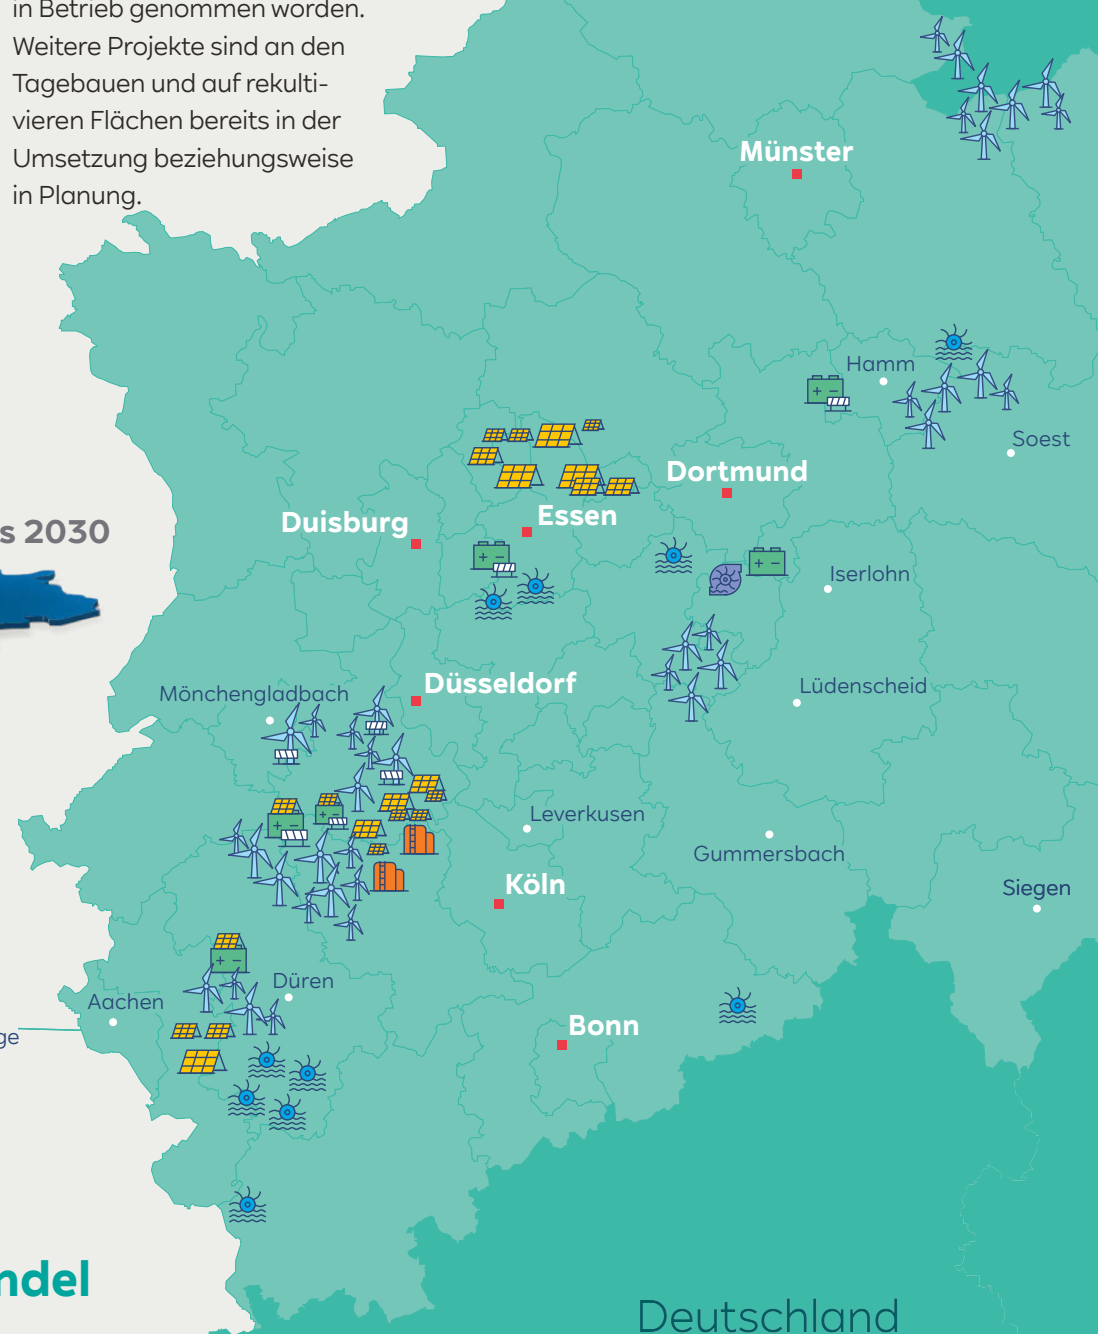 in Betrieb genommen worden.
Weitere Projekte sind an den
Tagebauen und auf rekulti-
vieren Flächen bereits in der
Umsetzung beziehungsweise
in Planung.
Münster
Hamm
Soest
Dortmund
s 2030
Duisburg
Essen
Iserlohn
Düsseldorf
Mönchengladbach
Lüdenscheid
Leverkusen
Gummersbach
Köln
Siegen
Düren
Aachen
Bonn
ge
ndel
Deutschland